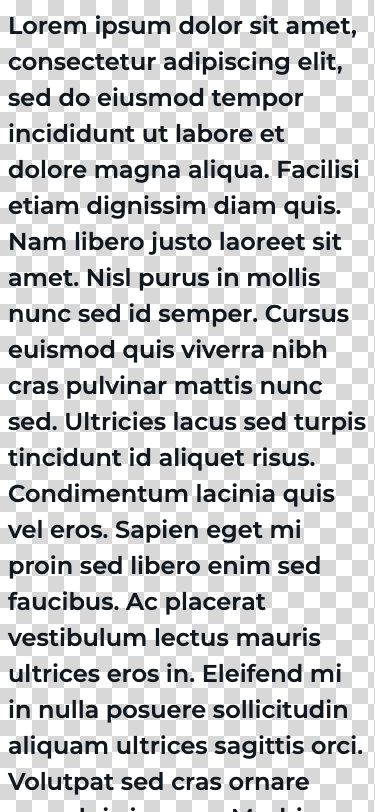 Lorem ipsum dolor sit amet,
consectetur adipiscing elit,
sed do eiusmod tempor
incididunt ut labore et
dolore magna aliqua. Facilisi
etiam dignissim diam quis.
Nam libero justo laoreet sit
amet. Nisl purus in mollis
nunc sed id semper. Cursus
euismod quis viverra nibh
cras pulvinar mattis nunc
sed. Ultricies lacus sed turpis
tincidunt id aliquet risus.
Condimentum lacinia quis
vel eros. Sapien eget mi
proin sed libero enim sed
faucibus. Ac placerat
vestibulum lectus mauris
ultrices eros in. Eleifend mi
in nulla posuere sollicitudin
aliquam ultrices sagittis orci.
Volutpat sed cras ornare